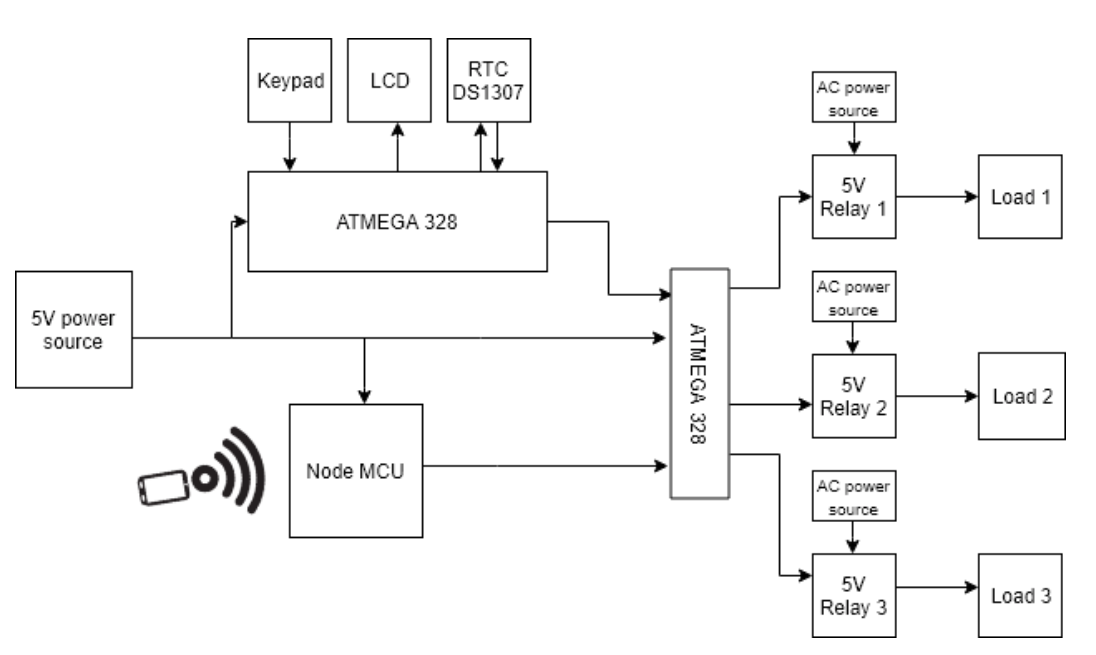 Keypad
LCD
RTC
DS1307
AC power
source
ATMEGA 328
5V
Relay 1
Load 1
5V power
source
ATMEGA 328
AC power
source
5V
Relay 2
Load 2
Node MCU
AC power
source
5V
Relay 3
Load 3